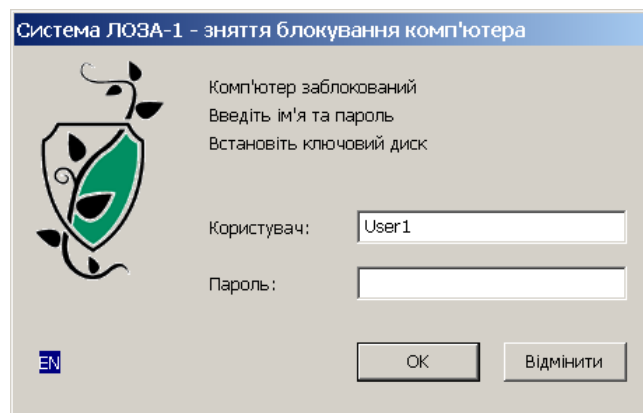 Система ЛОЗА-1 - зняття блокування комп'ютера
Комп'ютер заблокований
Введіть ім'я та пароль
Встановіть ключовий диск
Користувач: User1
Пароль:
EN OK Відмінити